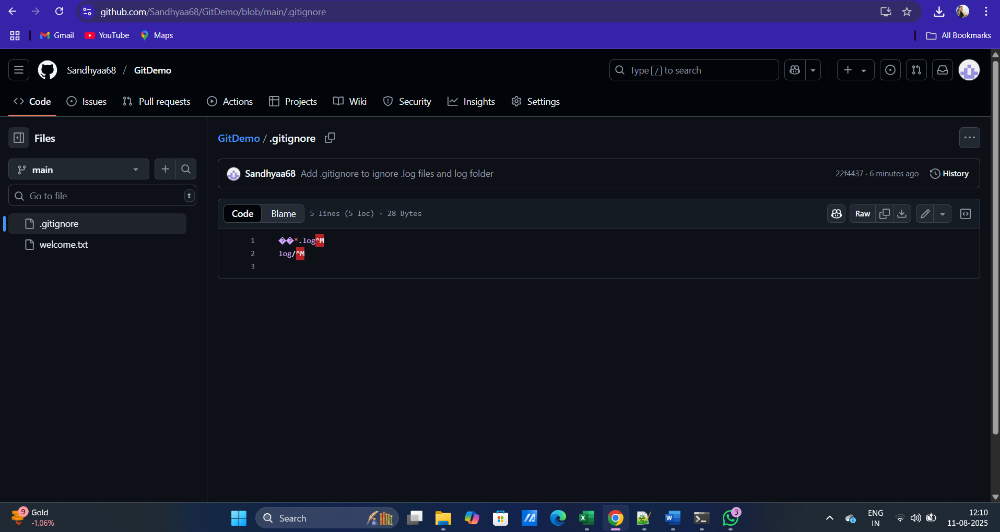 github.com/Sandhyaa68/GitDemo/blob/main/.gitignore
Gmail YouTube Maps All Bookmarks
Sandhyaa68 / GitDemo Type / to search
Code Issues Pull requests Actions Projects Wiki Security Insights Settings
Files
main
Go to file t
.gitignore
welcome.txt
GitDemo / .gitignore
Sandhyaa68 Add .gitignore to ignore .log files and log folder 22f4437 · 6 minutes ago History
Code Blame 5 lines (5 loc) · 28 Bytes Raw
1 ��*.log^M
2 log/^M
3
9 Gold
-1.06%
Search
3
ENG
IN
12:10
11-08-2025